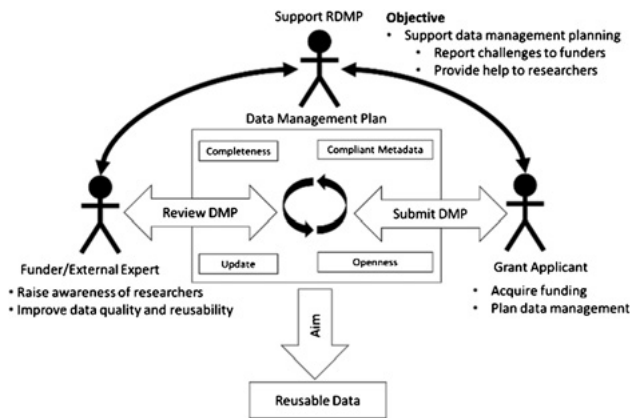 Support RDMP
Objective
• Support data management planning
• Report challenges to funders
• Provide help to researchers
Data Management Plan
Completeness
Compliant Metadata
Review DMP
Submit DMP
Update
Openness
Funder/External Expert
• Raise awareness of researchers
• Improve data quality and reusability
Grant Applicant
• Acquire funding
• Plan data management
Aim
Reusable Data